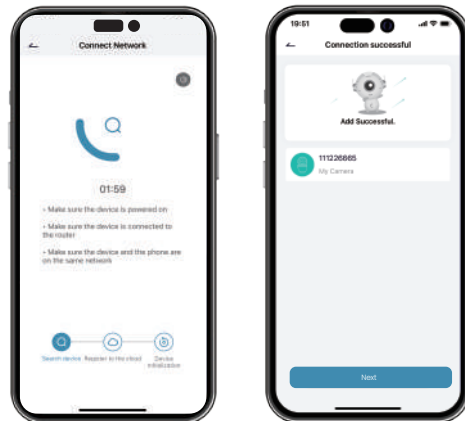 Connect Network
01:59
- Make sure the device is powered on
- Make sure the device is connected to
the router
- Make sure the device and the phone are
on the same network
Search device
Register to the cloud
Device
initialization
19:51
Connection successful
Add Successful.
111226665
My Camera
Next